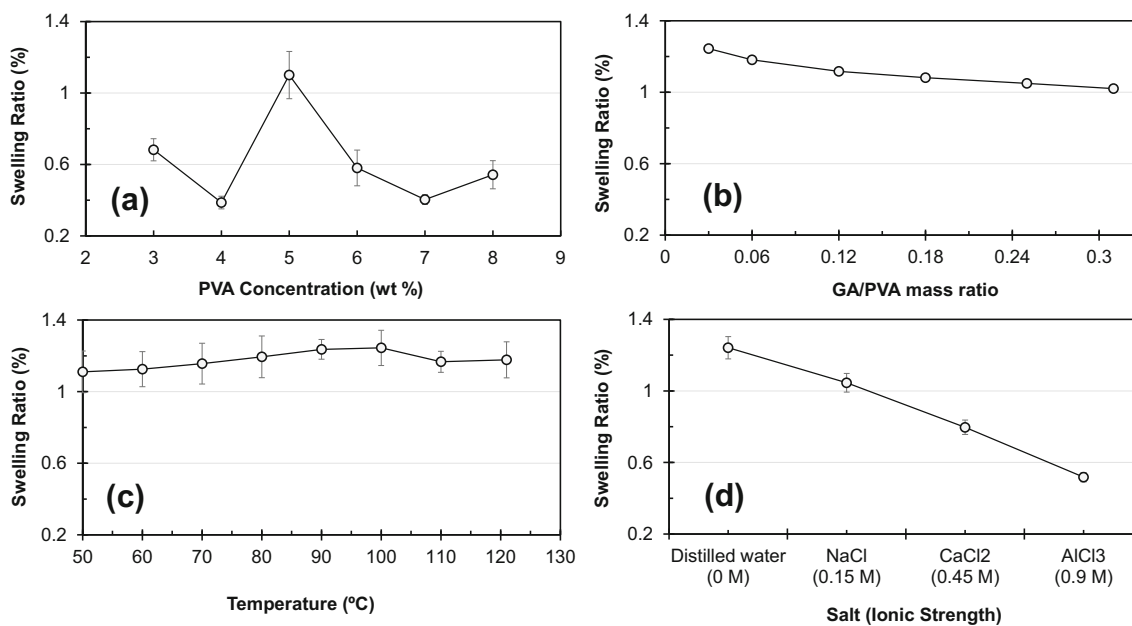 1.4
1
0.6
0.2
Swelling Ratio (%)
(a)
2 3 4 5 6 7 8 9
PVA Concentration (wt %)
1.4
1
0.6
0.2
Swelling Ratio (%)
(b)
0 0.06 0.12 0.18 0.24 0.3
GA/PVA mass ratio
1.4
1
0.6
0.2
Swelling Ratio (%)
(c)
50 60 70 80 90 100 110 120 130
Temperature (ºC)
1.4
1
0.6
0.2
Swelling Ratio (%)
(d)
Distilled water NaCl CaCl2 AlCl3
(0 M) (0.15 M) (0.45 M) (0.9 M)
Salt (Ionic Strength)